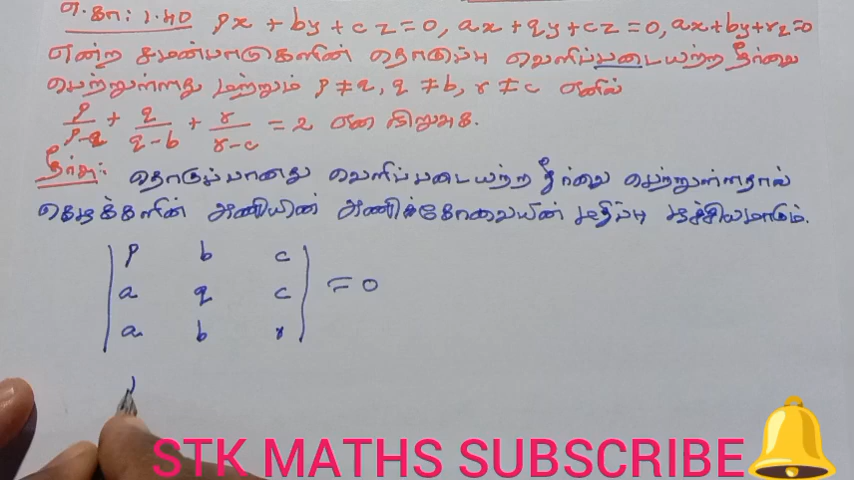 எ.கா: 1.40 px + by + cz = 0, ax + qy + cz = 0, ax + by + rz = 0
என்ற சமன்பாடுகளின் தொகுப்பு வெளிப்படையற்ற தீர்வை
பெற்றுள்ளது மற்றும் p ≠ a, q ≠ b, r ≠ c எனில்
p/p-a + q/q-b + r/r-c = 2 என நிறுவுக.
தீர்வு: தொகுப்பானது வெளிப்படையற்ற தீர்வை பெற்றுள்ளதால்
கெழுக்களின் அணியின் அணிக்கோவையின் மதிப்பு பூச்சியமாகும்.
| p b c |
| a q c | = 0
| a b r |
STK MATHS SUBSCRIBE